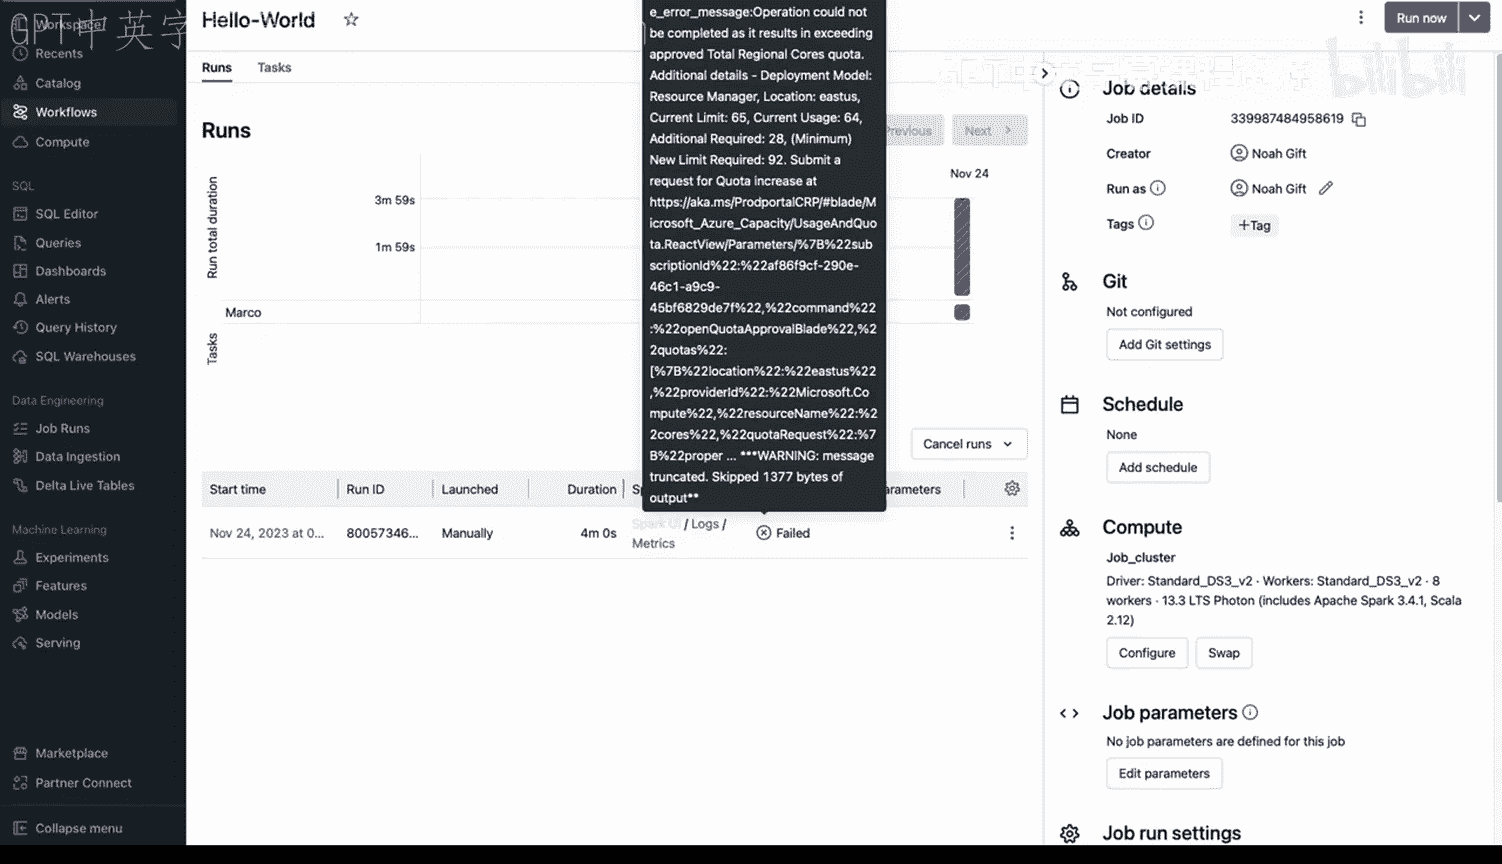 GPT中英字
Workspace
Recents
Catalog
Workflows
Compute
SQL
SQL Editor
Queries
Dashboards
Alerts
Query History
SQL Warehouses
Data Engineering
Job Runs
Data Ingestion
Delta Live Tables
Machine Learning
Experiments
Features
Models
Serving
Marketplace
Partner Connect
Collapse menu
Hello-World
Run now
Runs
Tasks
Runs
Previous
Next
Nov 24
Run total duration
3m 59s
1m 59s
Marco
Tasks
e_error_message:Operation could not
be completed as it results in exceeding
approved Total Regional Cores quota.
Additional details - Deployment Model:
Resource Manager, Location: eastus,
Current Limit: 65, Current Usage: 64,
Additional Required: 28, (Minimum)
New Limit Required: 92. Submit a
request for Quota increase at
https://aka.ms/ProdportalCRP/#blade/M
icrosoft_Azure_Capacity/UsageAndQuo
ta.ReactView/Parameters/%7B%22sub
scriptionId%22:%22af86f9cf-290e-
46c1-a9c9-
45bf6829de7f%22,%22command%22
:%22openQuotaApprovalBlade%22,%2
2quotas%22:
[%7B%22location%22:%22eastus%22
,%22providerId%22:%22Microsoft.Co
mpute%22,%22resourceName%22:%2
2cores%22,%22quotaRequest%22:%7
B%22proper ... ***WARNING: message
truncated. Skipped 1377 bytes of
output**
Cancel runs
Start time
Run ID
Launched
Duration
Sp
arameters
Nov 24, 2023 at 0...
80057346...
Manually
4m 0s
Spark UI / Logs /
Metrics
Failed
bilibili
Job details
Job ID
339987484958619
Creator
Noah Gift
Run as
Noah Gift
Tags
+Tag
Git
Not configured
Add Git settings
Schedule
None
Add schedule
Compute
Job_cluster
Driver: Standard_DS3_v2 · Workers: Standard_DS3_v2 · 8
workers · 13.3 LTS Photon (includes Apache Spark 3.4.1, Scala
2.12)
Configure
Swap
Job parameters
No job parameters are defined for this job
Edit parameters
Job run settings